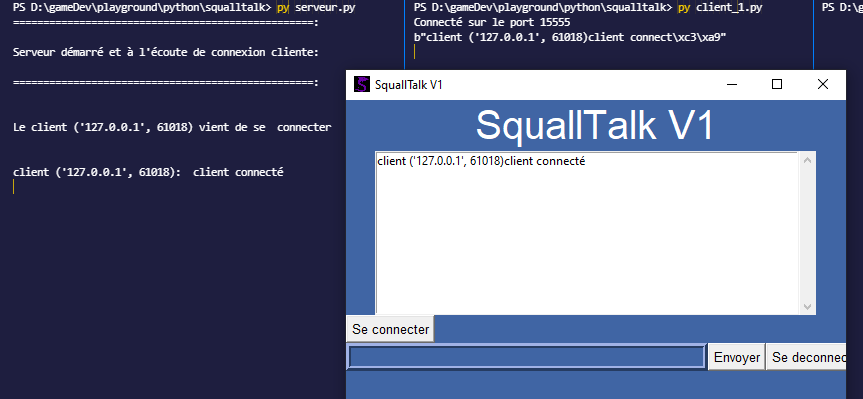 PS D:\gameDev\playground\python\squalltalk> py serveur.py
==================================================:
Serveur démarré et à l'écoute de connexion cliente:
==================================================:
Le client ('127.0.0.1', 61018) vient de se  connecter
client ('127.0.0.1', 61018):  client connecté
PS D:\gameDev\playground\python\squalltalk> py client_1.py
Connecté sur le port 15555
b"client ('127.0.0.1', 61018)client connect\xc3\xa9"
PS D:
SquallTalk V1
SquallTalk V1
client ('127.0.0.1', 61018)client connecté
Se connecter
Envoyer
Se deconnec